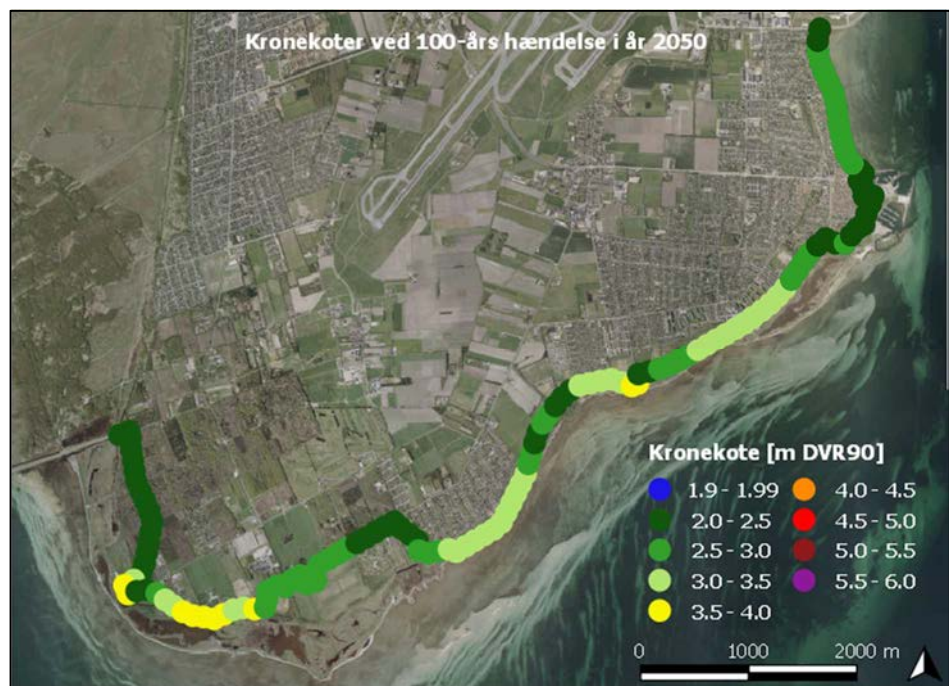 Kronekoter ved 100-års hændelse i år 2050
Kronekote [m DVR90]
1.9 - 1.99 4.0 - 4.5
2.0 - 2.5 4.5 - 5.0
2.5 - 3.0 5.0 - 5.5
3.0 - 3.5 5.5 - 6.0
3.5 - 4.0
0 1000 2000 m